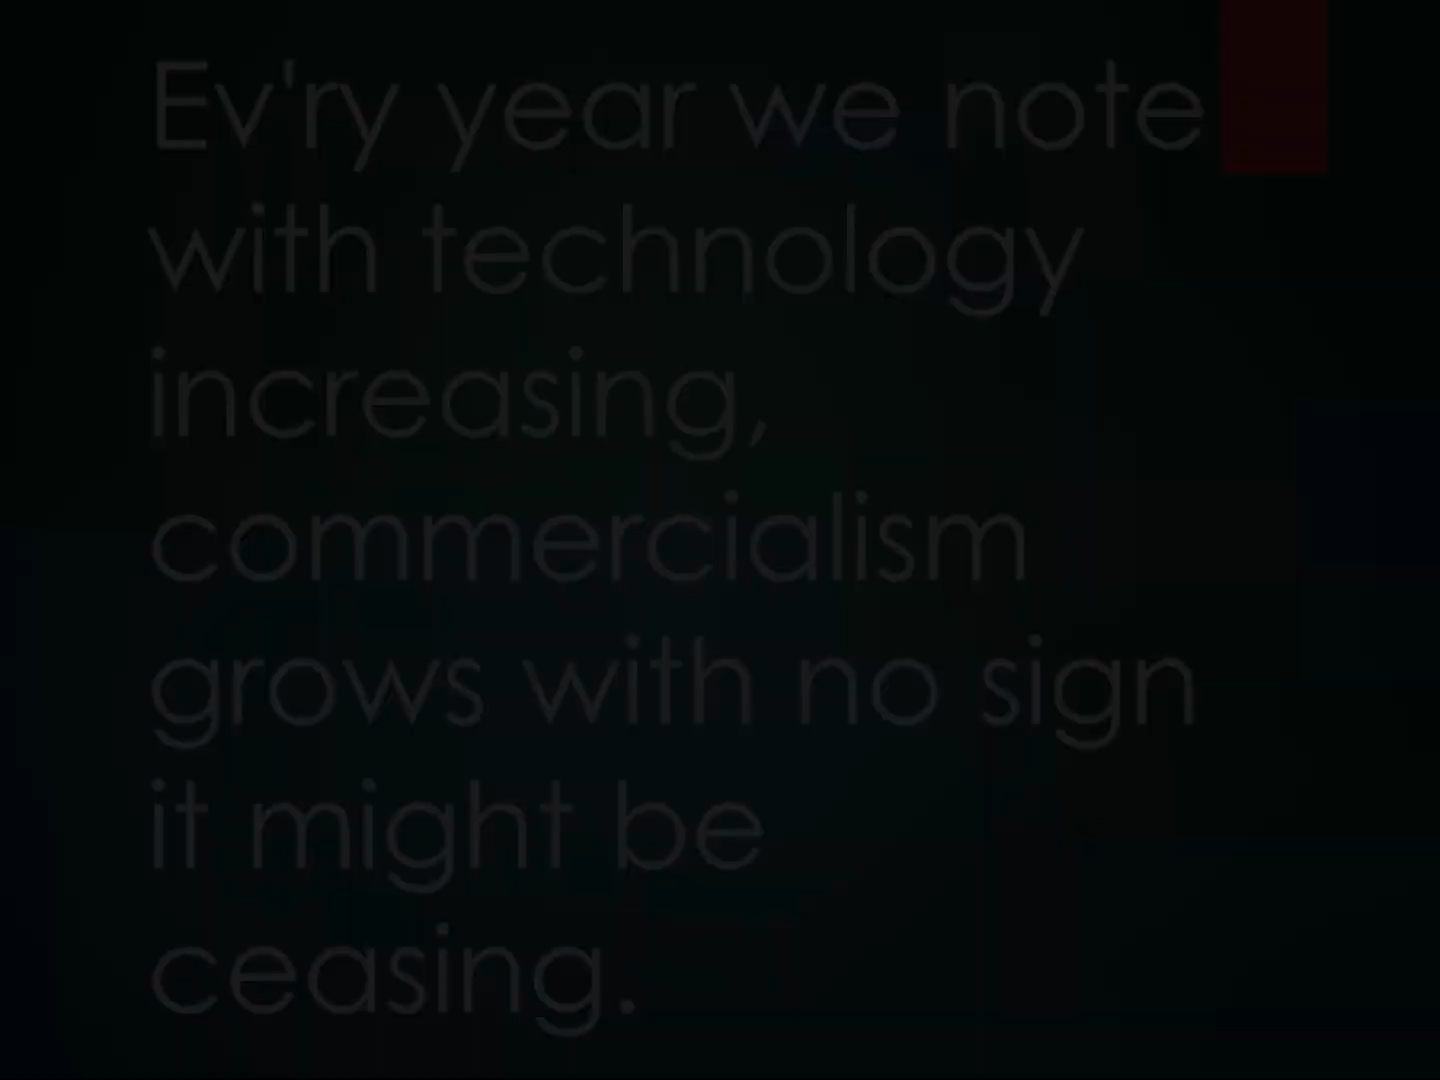 Ev'ry year we note
with technology
increasing,
commercialism
grows with no sign
it might be
ceasing.